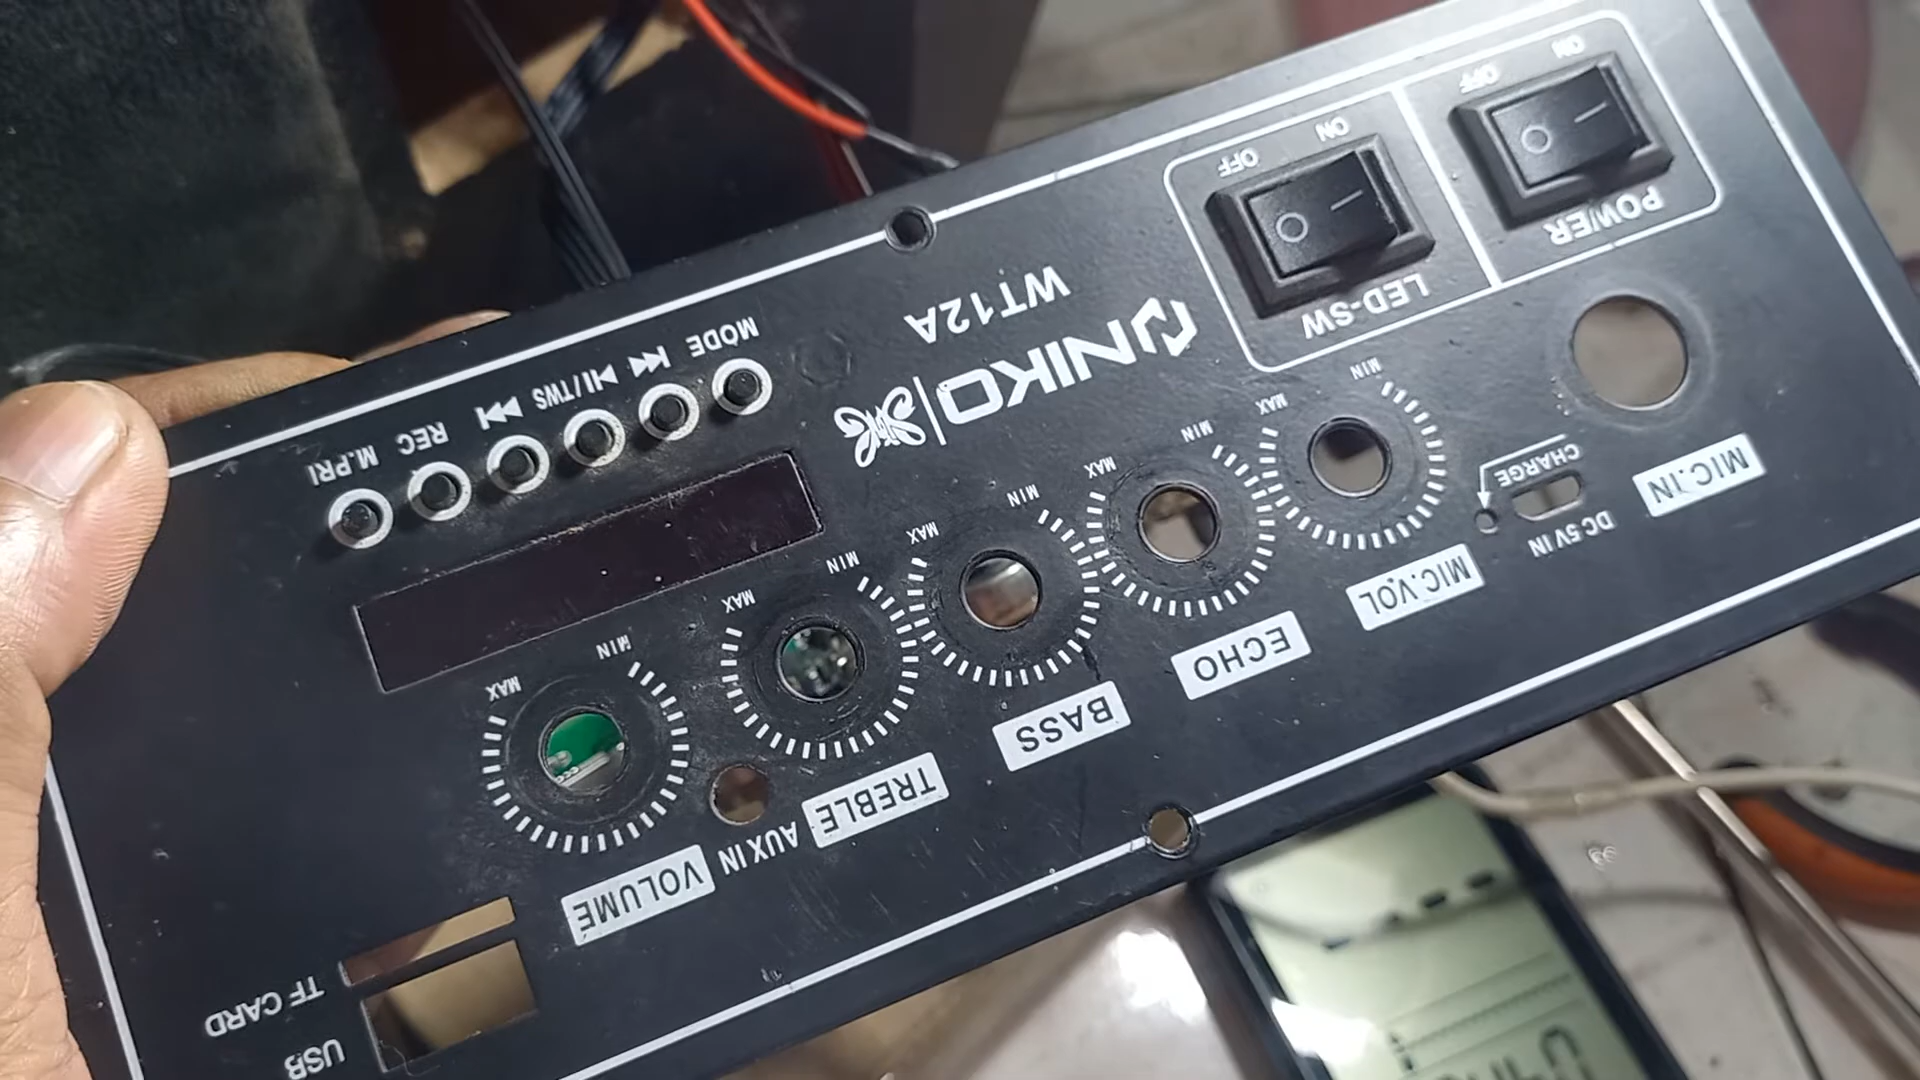 POWER
OFF
ON
LED-SW
OFF
ON
NIKO
WT12A
MODE
/TWS
REC
M.PRI
MIC.IN
CHARGE
DC 5V IN
MIC.VOL
MIN
MAX
ECHO
MIN
MAX
BASS
MIN
MAX
TREBLE
MIN
MAX
AUX IN
VOLUME
MIN
MAX
TF CARD
USB